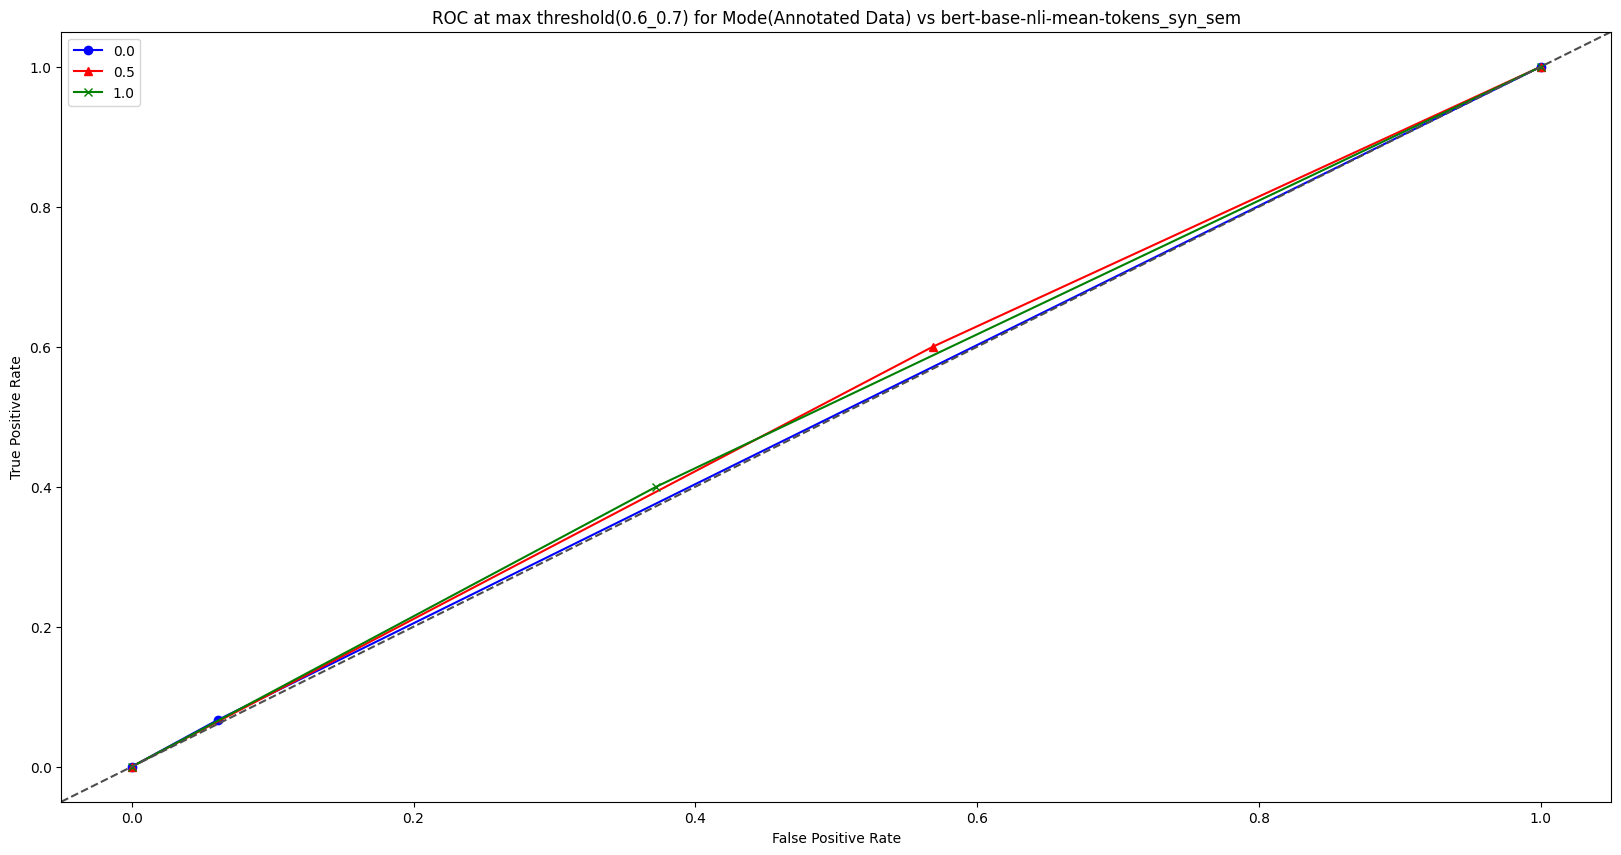 ROC at max threshold(0.6_0.7) for Mode(Annotated Data) vs bert-base-nli-mean-tokens_syn_sem
0.0
0.5
1.0
1.0
0.8
0.6
0.4
0.2
0.0
True Positive Rate
0.0 0.2 0.4 0.6 0.8 1.0
False Positive Rate